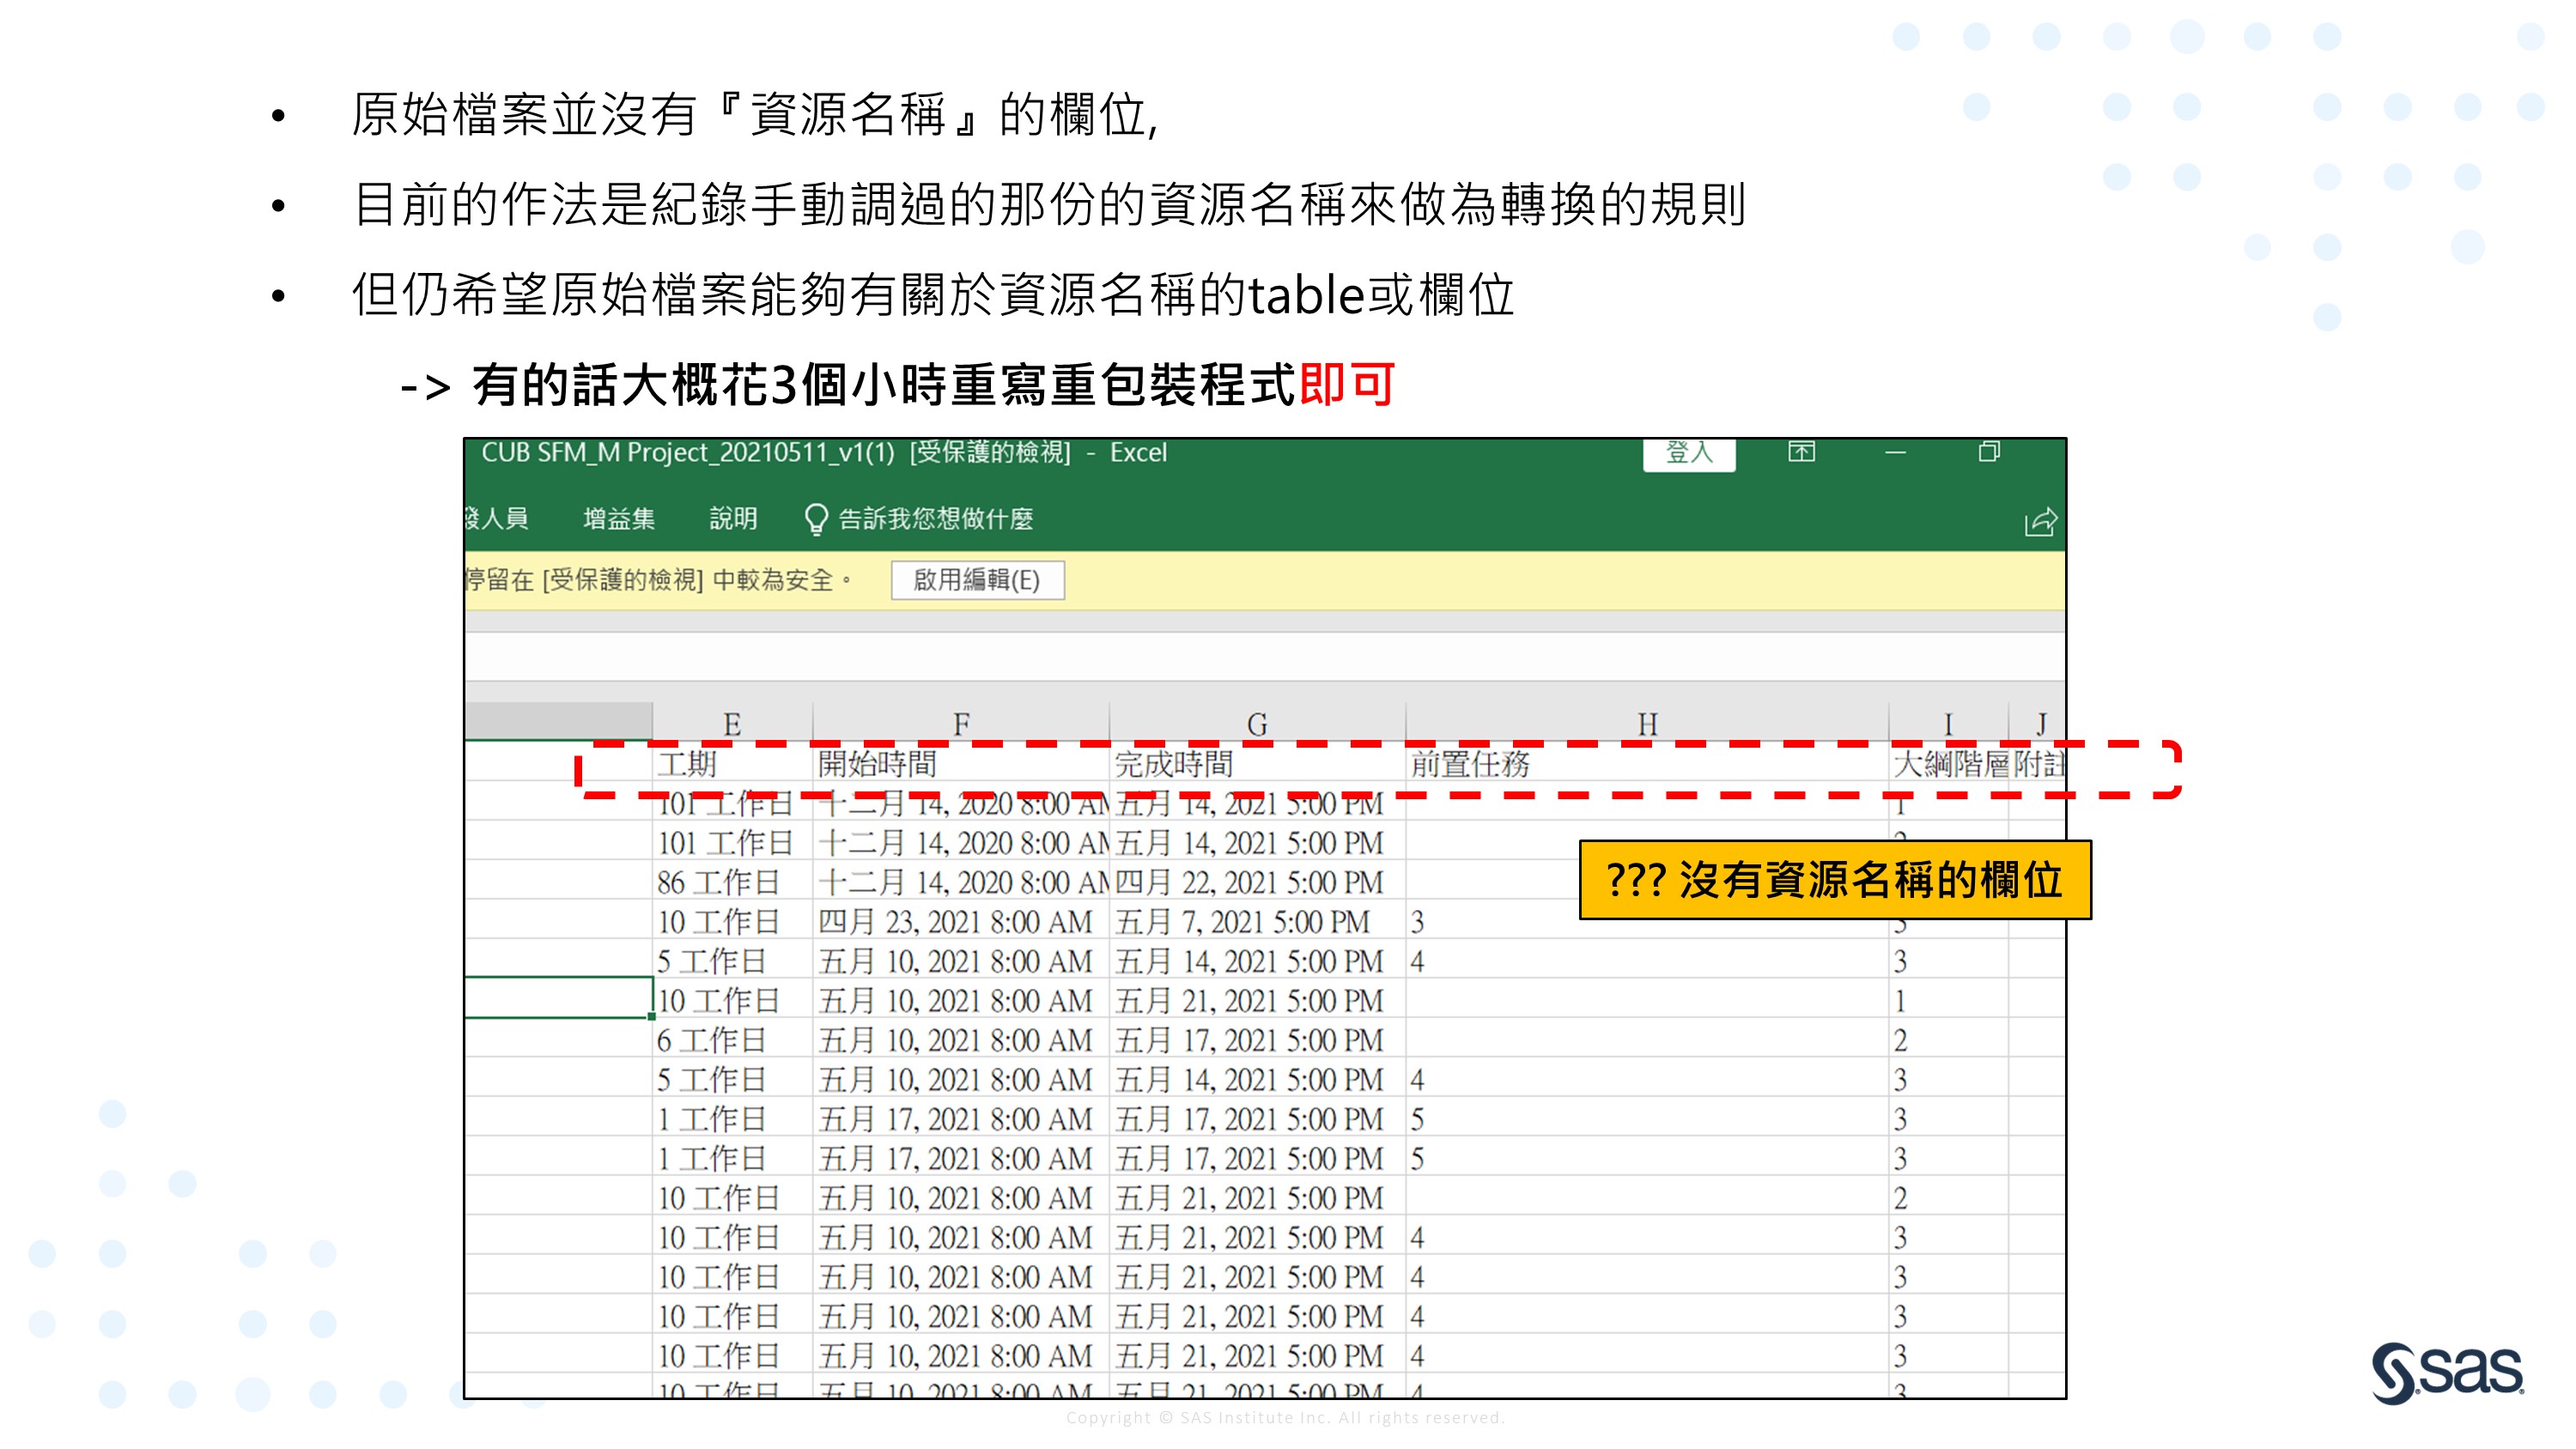 • 原始檔案並沒有『資源名稱』的欄位,
• 目前的作法是紀錄手動調過的那份的資源名稱來做為轉換的規則
• 但仍希望原始檔案能夠有關於資源名稱的table或欄位
-> 有的話大概花3個小時重寫重包裝程式即可
CUB SFM_M Project_20210511_v1(1) [受保護的檢視] - Excel 登入
發人員 增益集 說明 告訴我您想做什麼
停留在 [受保護的檢視] 中較為安全。 啟用編輯(E)
E F G H I J
工期 開始時間 完成時間 前置任務 大綱階層 附註
101 工作日 十二月 14, 2020 8:00 AM 五月 14, 2021 5:00 PM 1
101 工作日 十二月 14, 2020 8:00 AM 五月 14, 2021 5:00 PM
86 工作日 十二月 14, 2020 8:00 AM 四月 22, 2021 5:00 PM
??? 沒有資源名稱的欄位
10 工作日 四月 23, 2021 8:00 AM 五月 7, 2021 5:00 PM 3 3
5 工作日 五月 10, 2021 8:00 AM 五月 14, 2021 5:00 PM 4 3
10 工作日 五月 10, 2021 8:00 AM 五月 21, 2021 5:00 PM 1
6 工作日 五月 10, 2021 8:00 AM 五月 17, 2021 5:00 PM 2
5 工作日 五月 10, 2021 8:00 AM 五月 14, 2021 5:00 PM 4 3
1 工作日 五月 17, 2021 8:00 AM 五月 17, 2021 5:00 PM 5 3
1 工作日 五月 17, 2021 8:00 AM 五月 17, 2021 5:00 PM 5 3
10 工作日 五月 10, 2021 8:00 AM 五月 21, 2021 5:00 PM 2
10 工作日 五月 10, 2021 8:00 AM 五月 21, 2021 5:00 PM 4 3
10 工作日 五月 10, 2021 8:00 AM 五月 21, 2021 5:00 PM 4 3
10 工作日 五月 10, 2021 8:00 AM 五月 21, 2021 5:00 PM 4 3
10 工作日 五月 10, 2021 8:00 AM 五月 21, 2021 5:00 PM 4 3
10 工作日 五月 10, 2021 8:00 AM 五月 21, 2021 5:00 PM 4 3
sas
Copyright © SAS Institute Inc. All rights reserved.